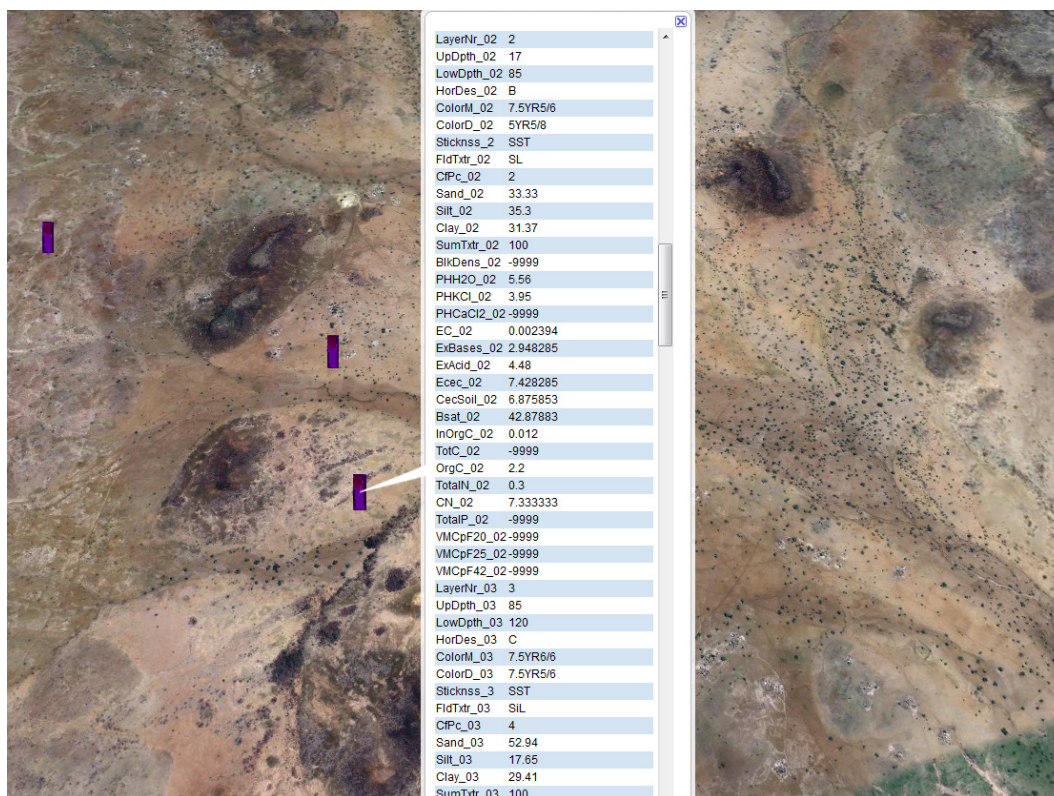 LayerNr_02 2
UpDpth_02 17
LowDpth_02 85
HorDes_02 B
ColorM_02 7.5YR5/6
ColorD_02 5YR5/8
Sticknss_2 SST
FldTxtr_02 SL
CfPc_02 2
Sand_02 33.33
Silt_02 35.3
Clay_02 31.37
SumTxtr_02 100
BlkDens_02 -9999
PHH2O_02 5.56
PHKCl_02 3.95
PHCaCl2_02 -9999
EC_02 0.002394
ExBases_02 2.948285
ExAcid_02 4.48
Ecec_02 7.428285
CecSoil_02 6.875853
Bsat_02 42.87883
InOrgC_02 0.012
TotC_02 -9999
OrgC_02 2.2
TotalN_02 0.3
CN_02 7.333333
TotalP_02 -9999
VMCpF20_02 -9999
VMCpF25_02 -9999
VMCpF42_02 -9999
LayerNr_03 3
UpDpth_03 85
LowDpth_03 120
HorDes_03 C
ColorM_03 7.5YR6/6
ColorD_03 7.5YR5/6
Sticknss_3 SST
FldTxtr_03 SiL
CfPc_03 4
Sand_03 52.94
Silt_03 17.65
Clay_03 29.41
SumTxtr_03 100